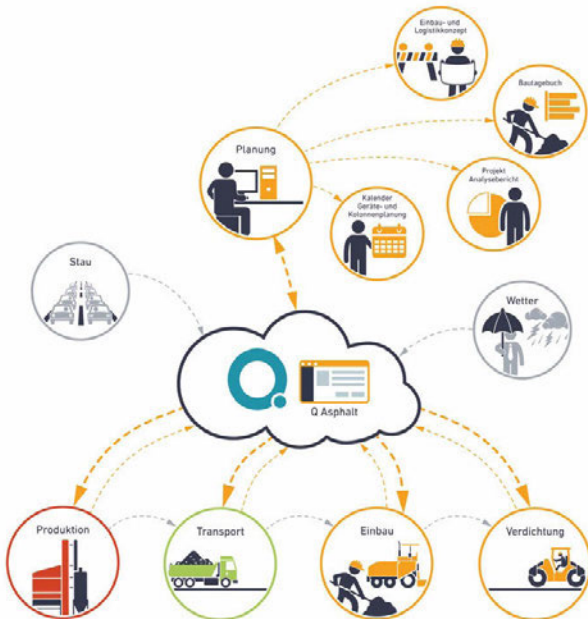 Einbau- und
Logistikkonzept
Bautagebuch
Planung
Projekt
Analysebericht
Kalender
Geräte- und
Kolonnenplanung
Stau
Wetter
Q Asphalt
Produktion
Transport
Einbau
Verdichtung